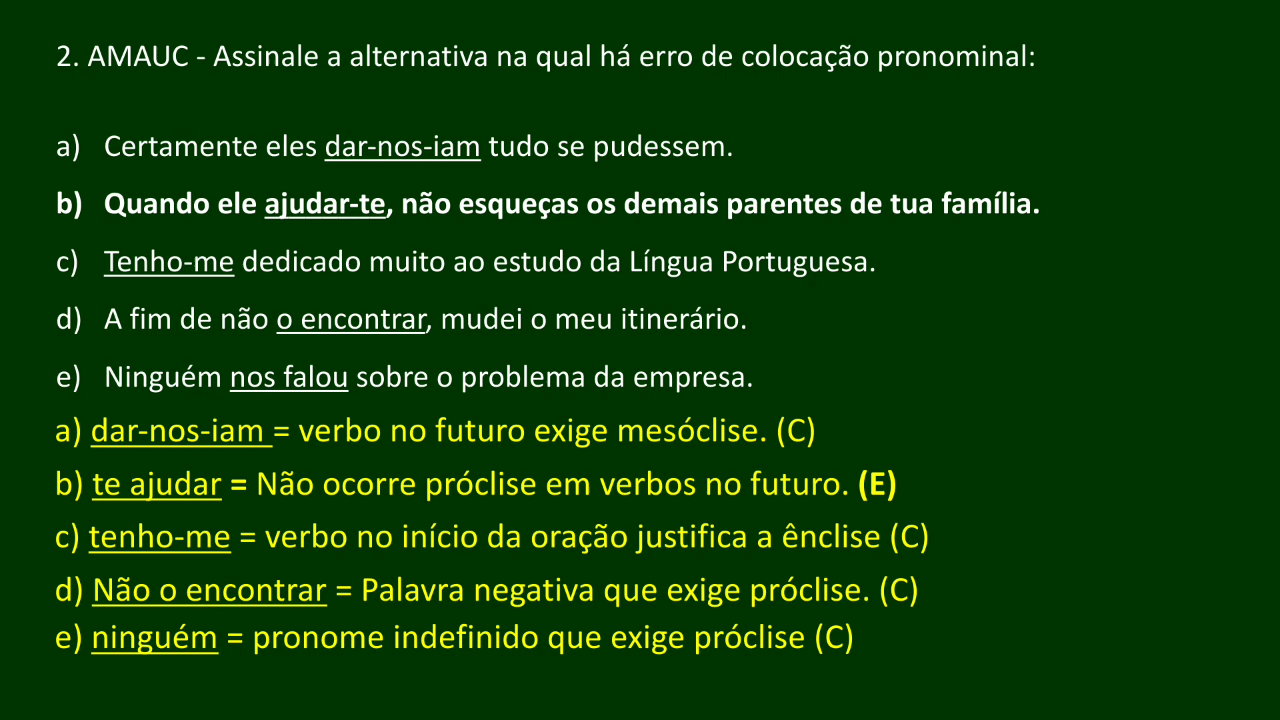 2. AMAUC - Assinale a alternativa na qual há erro de colocação pronominal:
a) Certamente eles dar-nos-iam tudo se pudessem.
b) Quando ele ajudar-te, não esqueças os demais parentes de tua família.
c) Tenho-me dedicado muito ao estudo da Língua Portuguesa.
d) A fim de não o encontrar, mudei o meu itinerário.
e) Ninguém nos falou sobre o problema da empresa.
a) dar-nos-iam = verbo no futuro exige mesóclise. (C)
b) te ajudar = Não ocorre próclise em verbos no futuro. (E)
c) tenho-me = verbo no início da oração justifica a ênclise (C)
d) Não o encontrar = Palavra negativa que exige próclise. (C)
e) ninguém = pronome indefinido que exige próclise (C)